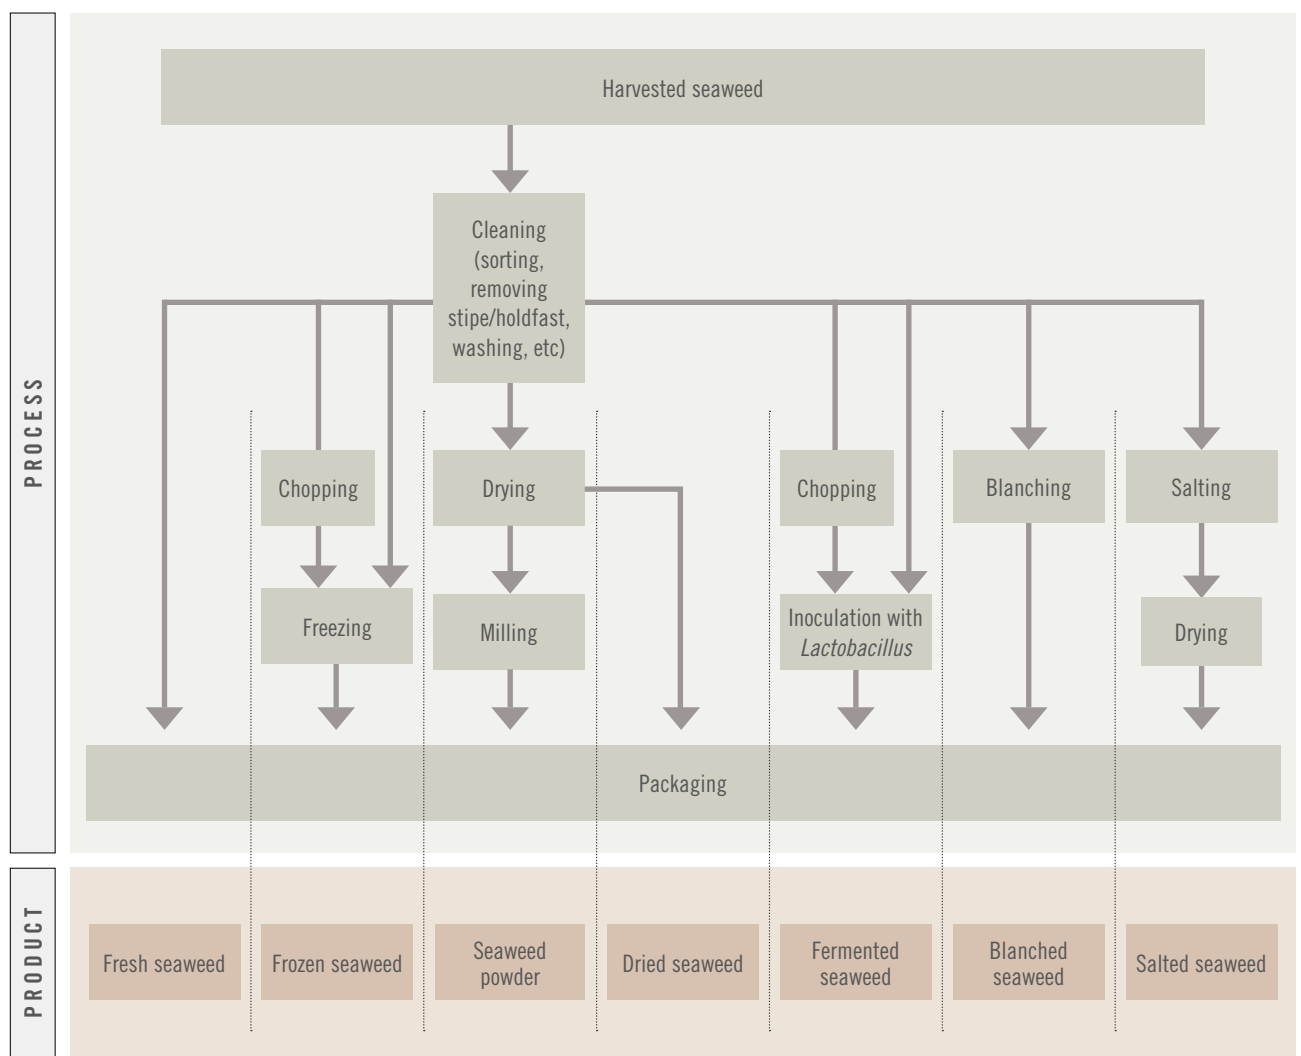 PROCESS
Harvested seaweed
Cleaning
(sorting,
removing
stipe/holdfast,
washing, etc)
Chopping
Drying
Chopping
Blanching
Salting
Freezing
Milling
Inoculation with
Lactobacillus
Drying
Packaging
PRODUCT
Fresh seaweed
Frozen seaweed
Seaweed
powder
Dried seaweed
Fermented
seaweed
Blanched
seaweed
Salted seaweed